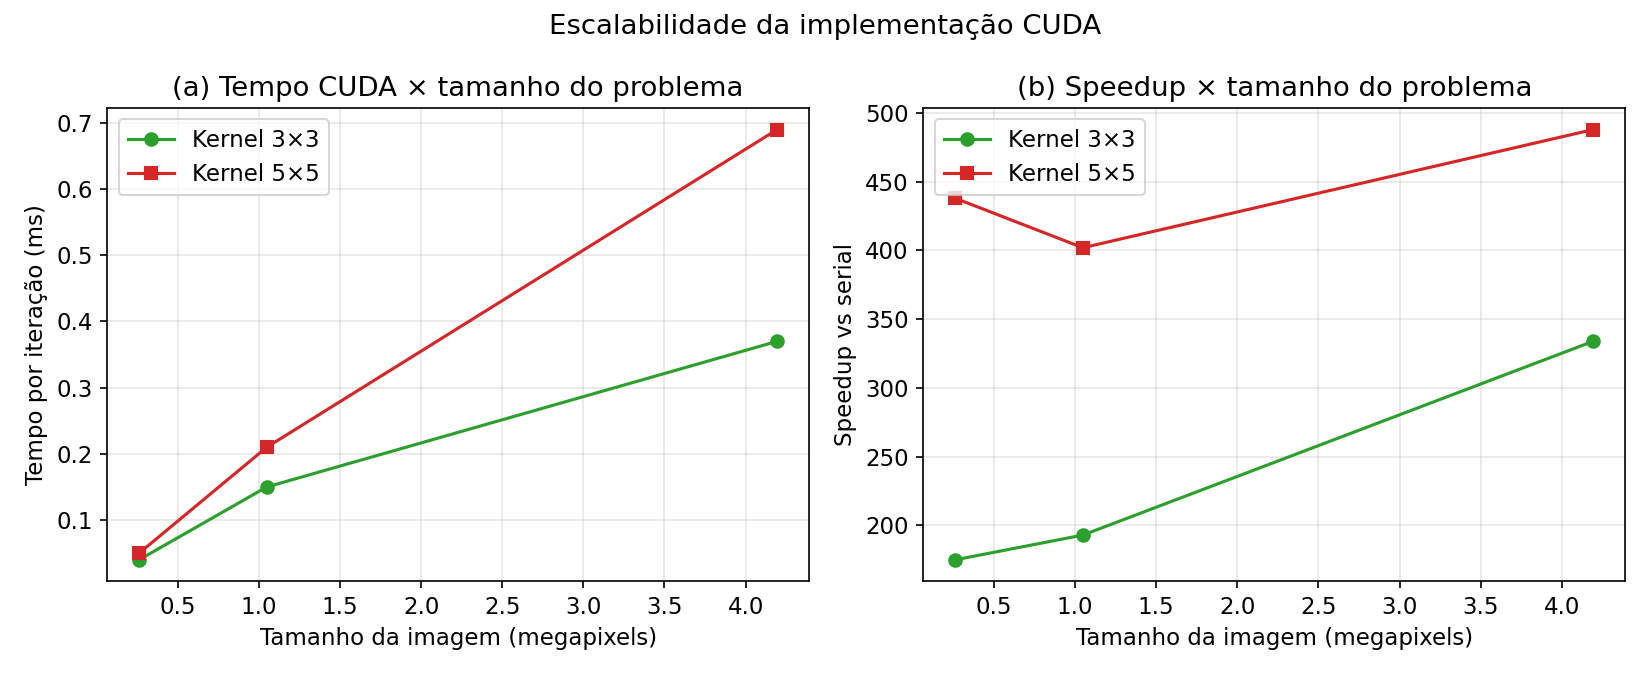 Escalabilidade da implementação CUDA
(a) Tempo CUDA × tamanho do problema
Kernel 3×3
Kernel 5×5
Tempo por iteração (ms)
0.7
0.6
0.5
0.4
0.3
0.2
0.1
0.5 1.0 1.5 2.0 2.5 3.0 3.5 4.0
Tamanho da imagem (megapixels)
(b) Speedup × tamanho do problema
Kernel 3×3
Kernel 5×5
Speedup vs serial
500
450
400
350
300
250
200
0.5 1.0 1.5 2.0 2.5 3.0 3.5 4.0
Tamanho da imagem (megapixels)